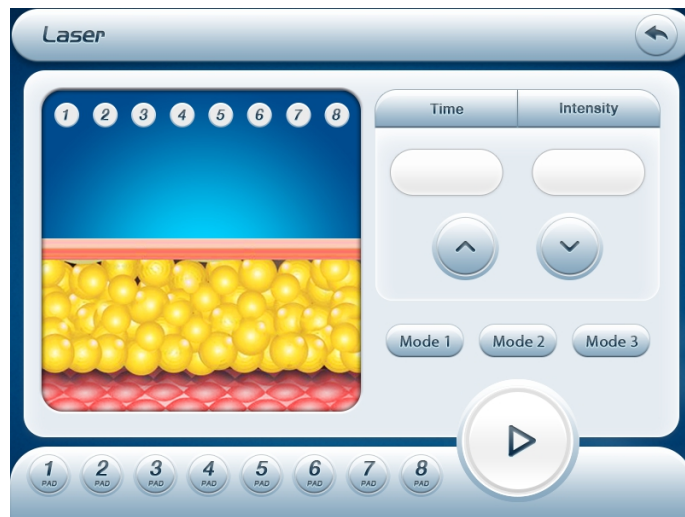 Laser
1 2 3 4 5 6 7 8
Time Intensity
Mode 1 Mode 2 Mode 3
1 2 3 4 5 6 7 8
PAD PAD PAD PAD PAD PAD PAD PAD